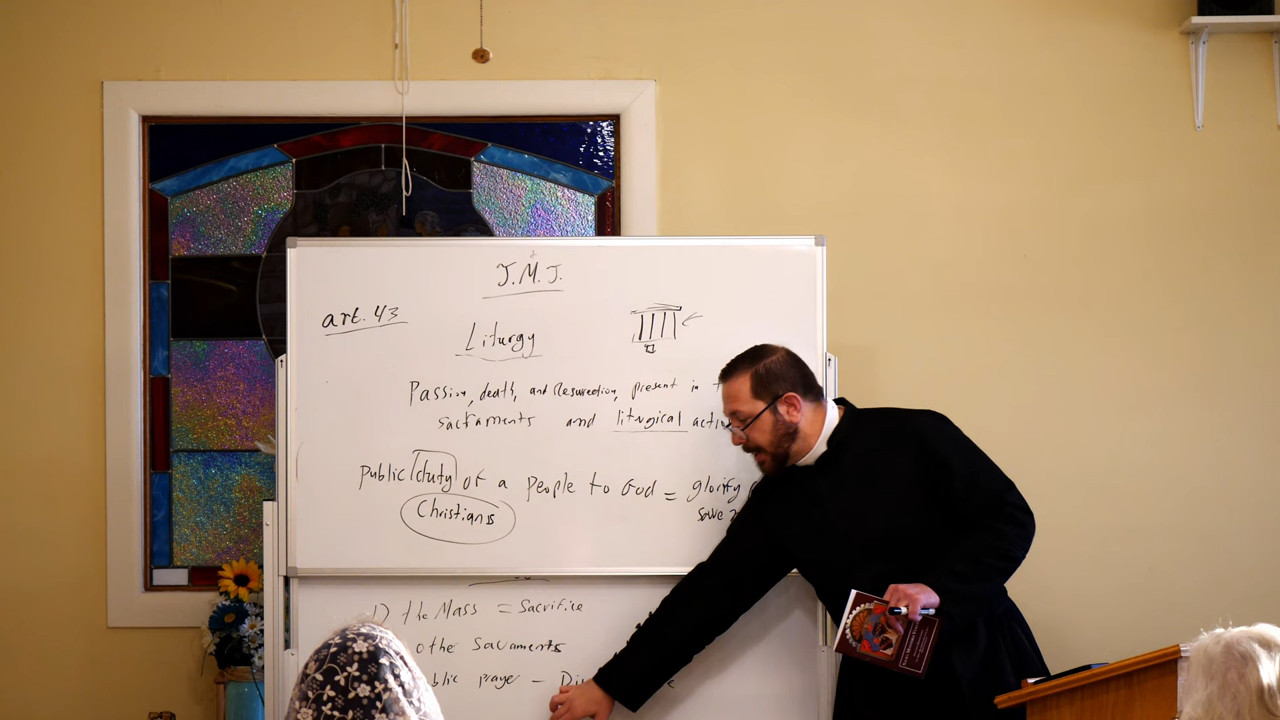 J.M.J.
art. 43
Liturgy
Passion, death, and Resurrection, present in
sacraments and liturgical
public duty of a people to God = glorify
Christians
1) the Mass = Sacrifice
other Sacraments
prayer -